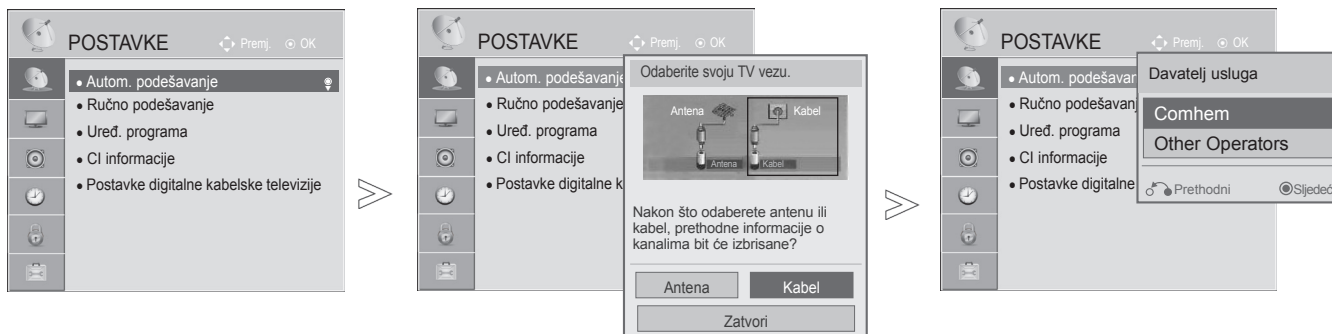 POSTAVKE Premj. OK
• Autom. podešavanje
• Ručno podešavanje
• Uređ. programa
• CI informacije
• Postavke digitalne kabelske televizije
POSTAVKE Premj. OK
• Autom. podešavanje
• Ručno podešavanje
• Uređ. programa
• CI informacije
• Postavke digitalne k
Odaberite svoju TV vezu.
Antena Kabel
Antena Kabel
Nakon što odaberete antenu ili
kabel, prethodne informacije o
kanalima bit će izbrisane?
Antena Kabel
Zatvori
POSTAVKE Premj. OK
• Autom. podešavan
• Ručno podešavanj
• Uređ. programa
• CI informacije
• Postavke digitalne
Davatelj usluga
Comhem
Other Operators
Prethodni Sljedeć